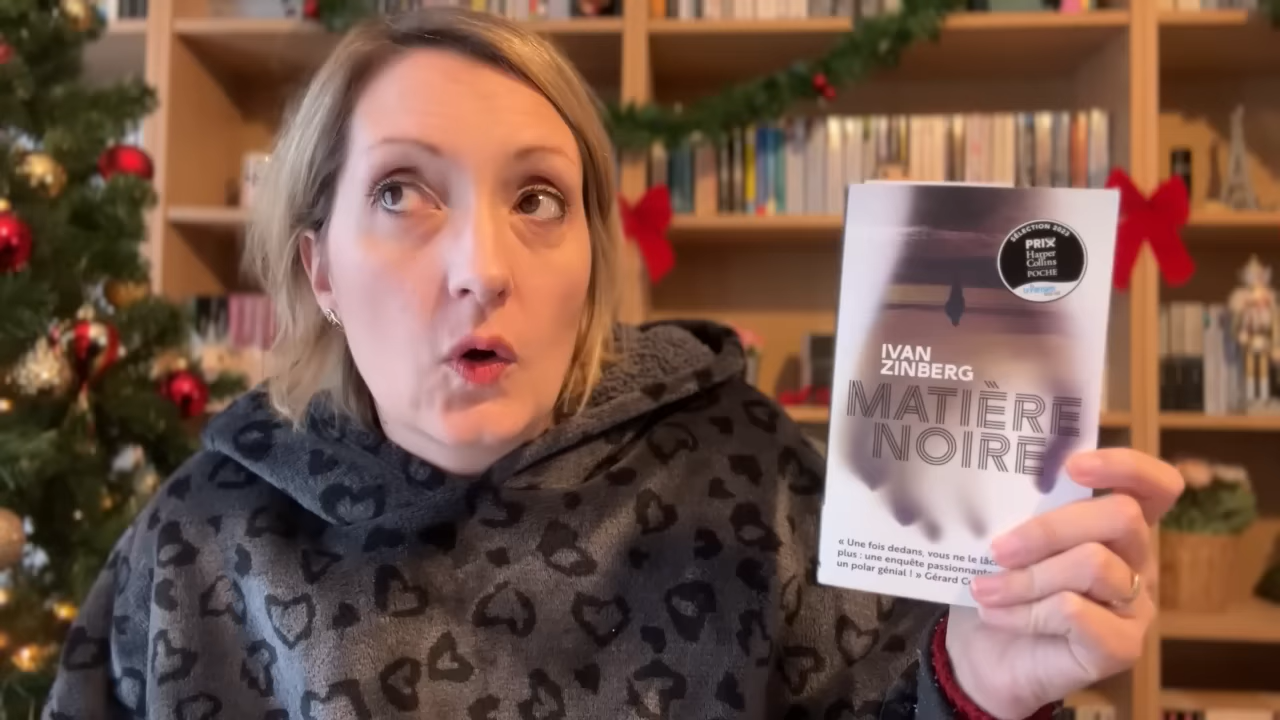 SÉLECTION 2023
PRIX
Harper
Collins
POCHE
IVAN
ZINBERG
MATIÈRE
NOIRE
« Une fois dedans, vous ne le
plus : une enquête passionnante
un polar génial ! » Gérard